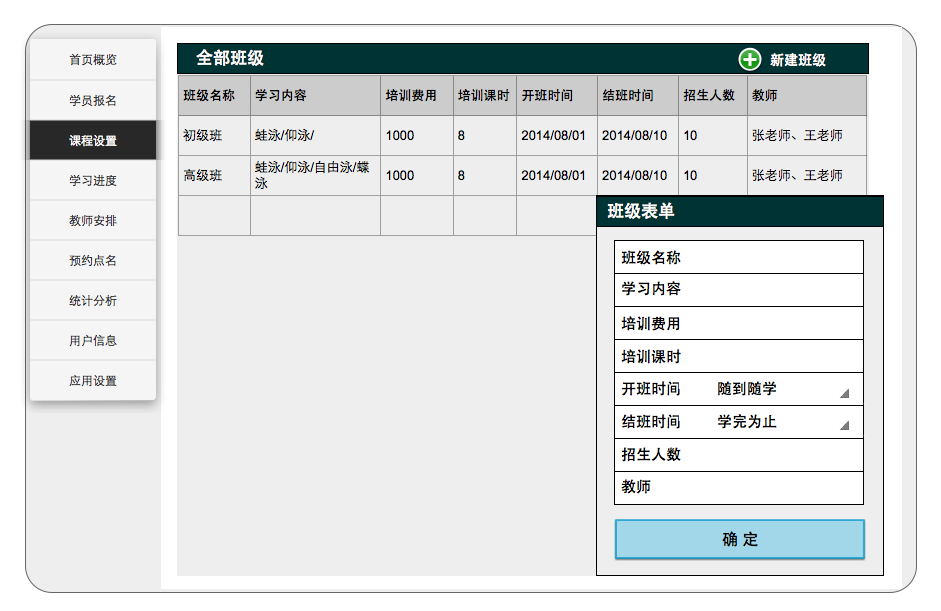 首页概览
学员报名
课程设置
学习进度
教师安排
预约点名
统计分析
用户信息
应用设置
全部班级 新建班级
班级名称 学习内容 培训费用 培训课时 开班时间 结班时间 招生人数 教师
初级班 蛙泳/仰泳/ 1000 8 2014/08/01 2014/08/10 10 张老师、王老师
高级班 蛙泳/仰泳/自由泳/蝶
泳 1000 8 2014/08/01 2014/08/10 10 张老师、王老师
班级表单
班级名称
学习内容
培训费用
培训课时
开班时间 随到随学
结班时间 学完为止
招生人数
教师
确 定